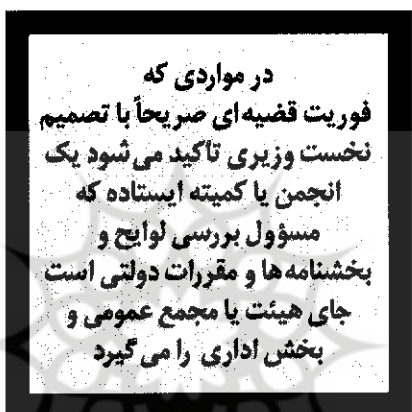 در مواردی که
فوریت قضیه‌ای صریحاً با تصمیم
نخست وزیری تاکید می‌شود یک
انجمن یا کمیته ایستاده که
مسؤول بررسی لوایح و
بخشنامه‌ها و مقررات دولتی است
جای هیئت یا مجمع عمومی و
بخش اداری را می‌گیرد